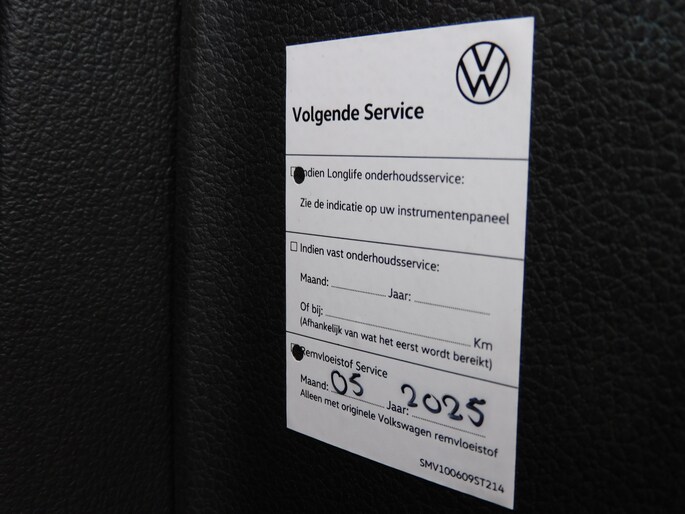 Volgende Service
Indien Longlife onderhoudsservice:
Zie de indicatie op uw instrumentenpaneel
Indien vast onderhoudsservice:
Maand: Jaar:
Of bij: Km
(Afhankelijk van wat het eerst wordt bereikt)
Remvloeistof Service
Maand: 05 Jaar: 2025
Alleen met originele Volkswagen remvloeistof
SMV100609ST214